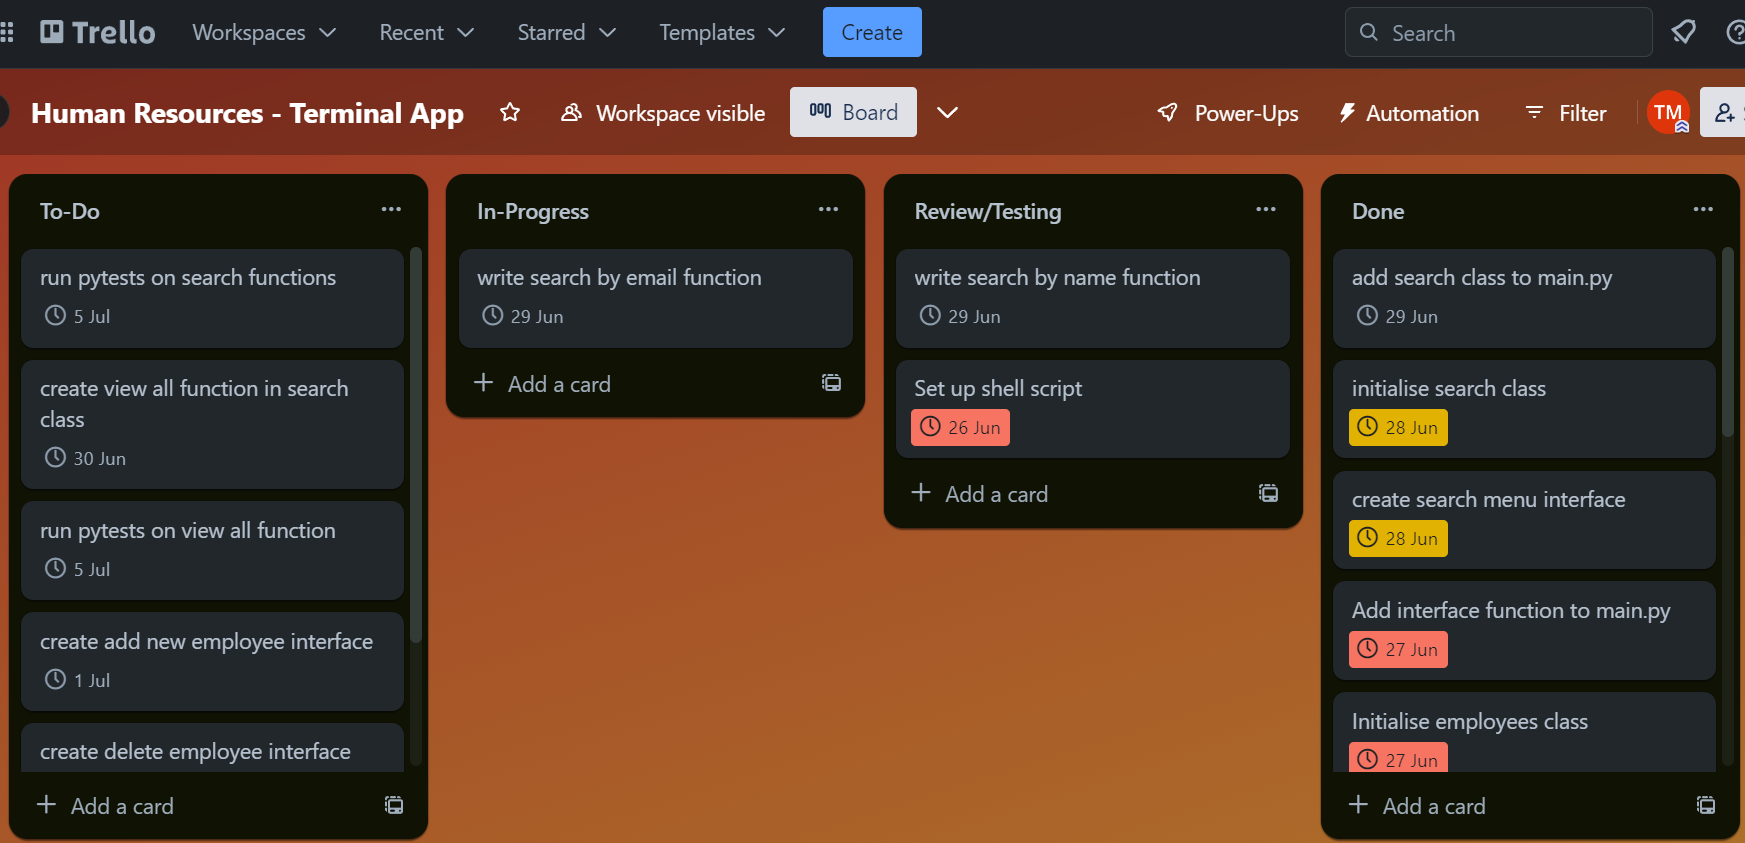 Trello Workspaces Recent Starred Templates Create Search
Human Resources - Terminal App Workspace visible Board Power-Ups Automation Filter TM
To-Do
run pytests on search functions
5 Jul
create view all function in search
class
30 Jun
run pytests on view all function
5 Jul
create add new employee interface
1 Jul
create delete employee interface
Add a card
In-Progress
write search by email function
29 Jun
Add a card
Review/Testing
write search by name function
29 Jun
Set up shell script
26 Jun
Add a card
Done
add search class to main.py
29 Jun
initialise search class
28 Jun
create search menu interface
28 Jun
Add interface function to main.py
27 Jun
Initialise employees class
27 Jun
Add a card